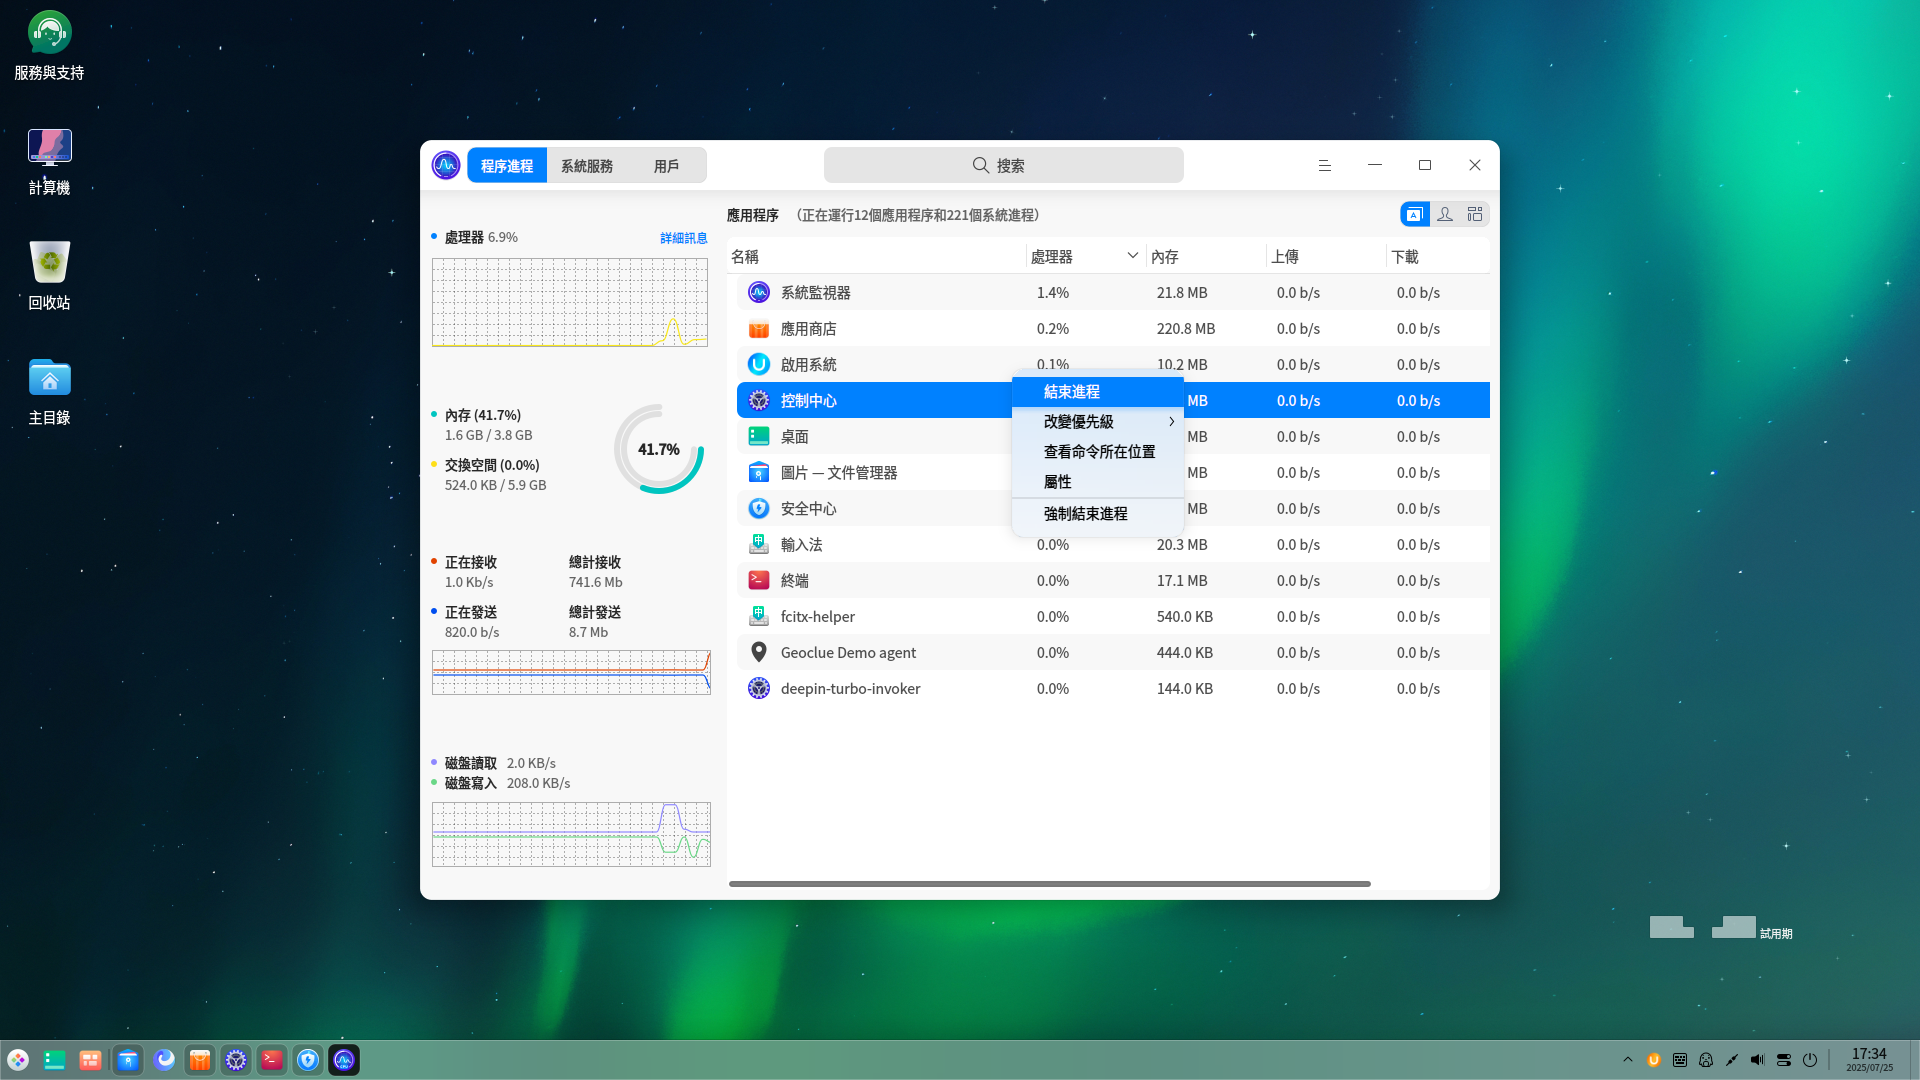 服務與支持
計算機
回收站
主目錄
程序進程 系統服務 用戶
搜索
處理器 6.9% 詳細訊息
內存 (41.7%)
1.6 GB / 3.8 GB
交換空間 (0.0%)
524.0 KB / 5.9 GB
41.7%
正在接收 總計接收
1.0 Kb/s 741.6 Mb
正在發送 總計發送
820.0 b/s 8.7 Mb
磁盤讀取 2.0 KB/s
磁盤寫入 208.0 KB/s
應用程序 (正在運行12個應用程序和221個系統進程)
名稱 處理器 內存 上傳 下載
系統監視器 1.4% 21.8 MB 0.0 b/s 0.0 b/s
應用商店 0.2% 220.8 MB 0.0 b/s 0.0 b/s
啟用系統 0.1% 10.2 MB 0.0 b/s 0.0 b/s
控制中心 MB 0.0 b/s 0.0 b/s
桌面 MB 0.0 b/s 0.0 b/s
圖片 — 文件管理器 MB 0.0 b/s 0.0 b/s
安全中心 MB 0.0 b/s 0.0 b/s
輸入法 0.0% 20.3 MB 0.0 b/s 0.0 b/s
終端 0.0% 17.1 MB 0.0 b/s 0.0 b/s
fcitx-helper 0.0% 540.0 KB 0.0 b/s 0.0 b/s
Geoclue Demo agent 0.0% 444.0 KB 0.0 b/s 0.0 b/s
deepin-turbo-invoker 0.0% 144.0 KB 0.0 b/s 0.0 b/s
結束進程
改變優先級
查看命令所在位置
屬性
強制結束進程
試用期
17:34
2025/07/25